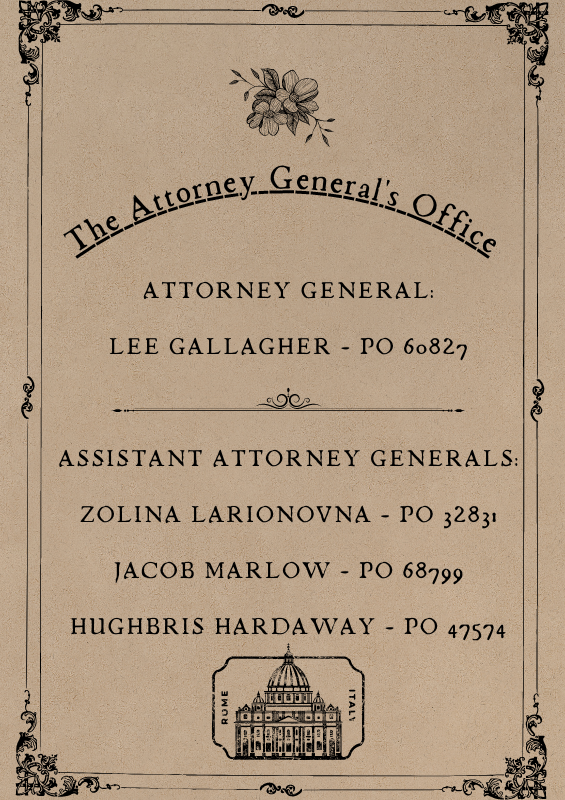 The Attorney General's Office
ATTORNEY GENERAL:
LEE GALLAGHER - PO 60827
ASSISTANT ATTORNEY GENERALS:
ZOLINA LARIONOVNA - PO 32831
JACOB MARLOW - PO 68799
HUGHBRIS HARDAWAY - PO 47574
ROME
ITALY